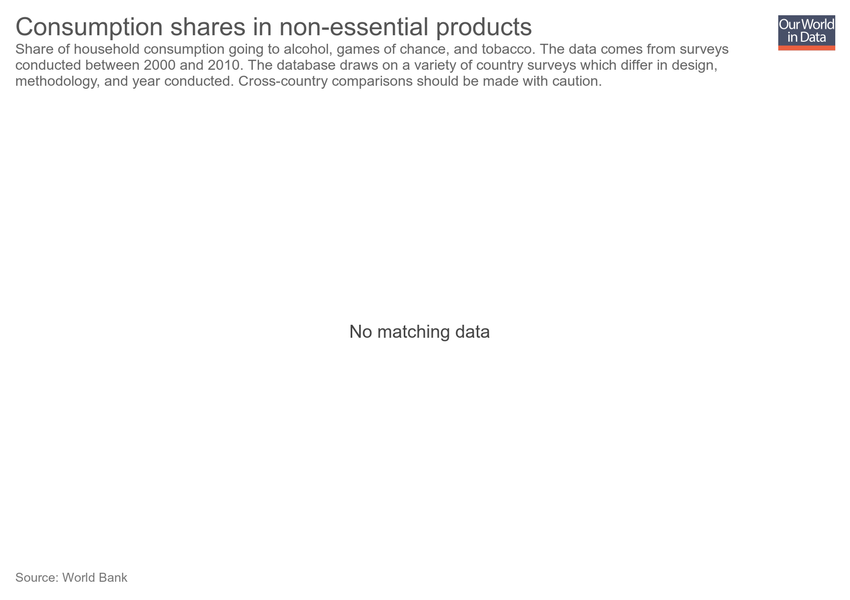 Consumption shares in non-essential products
Our World
in Data
Share of household consumption going to alcohol, games of chance, and tobacco. The data comes from surveys
conducted between 2000 and 2010. The database draws on a variety of country surveys which differ in design,
methodology, and year conducted. Cross-country comparisons should be made with caution.
No matching data
Source: World Bank